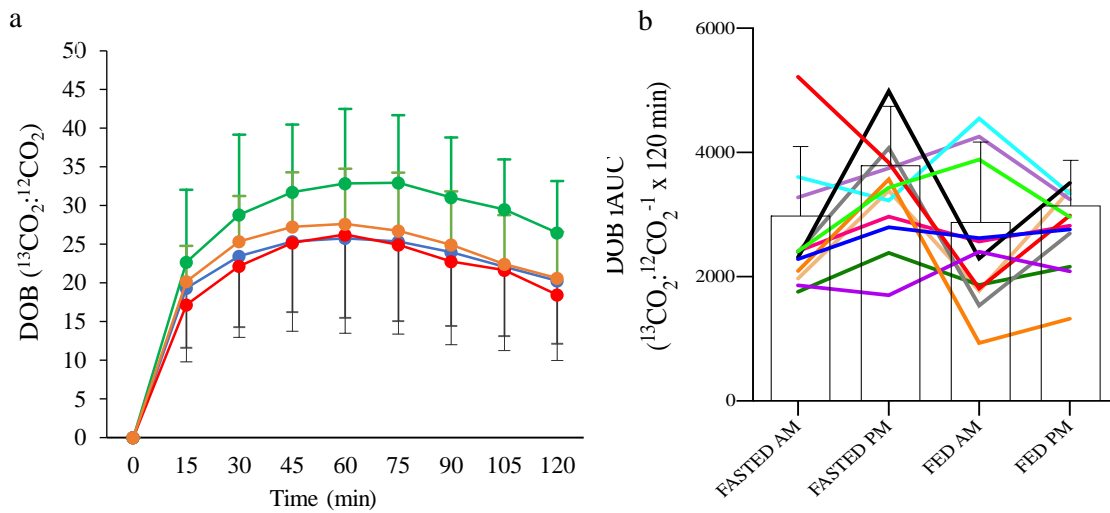 a
50
45
40
35
30
25
20
15
10
5
0
DOB (¹³CO₂:¹²CO₂)
0 15 30 45 60 75 90 105 120
Time (min)
b
6000
4000
2000
0
DOB iAUC
(¹³CO₂:¹²CO₂⁻¹ x 120 min)
FASTED AM
FASTED PM
FED AM
FED PM